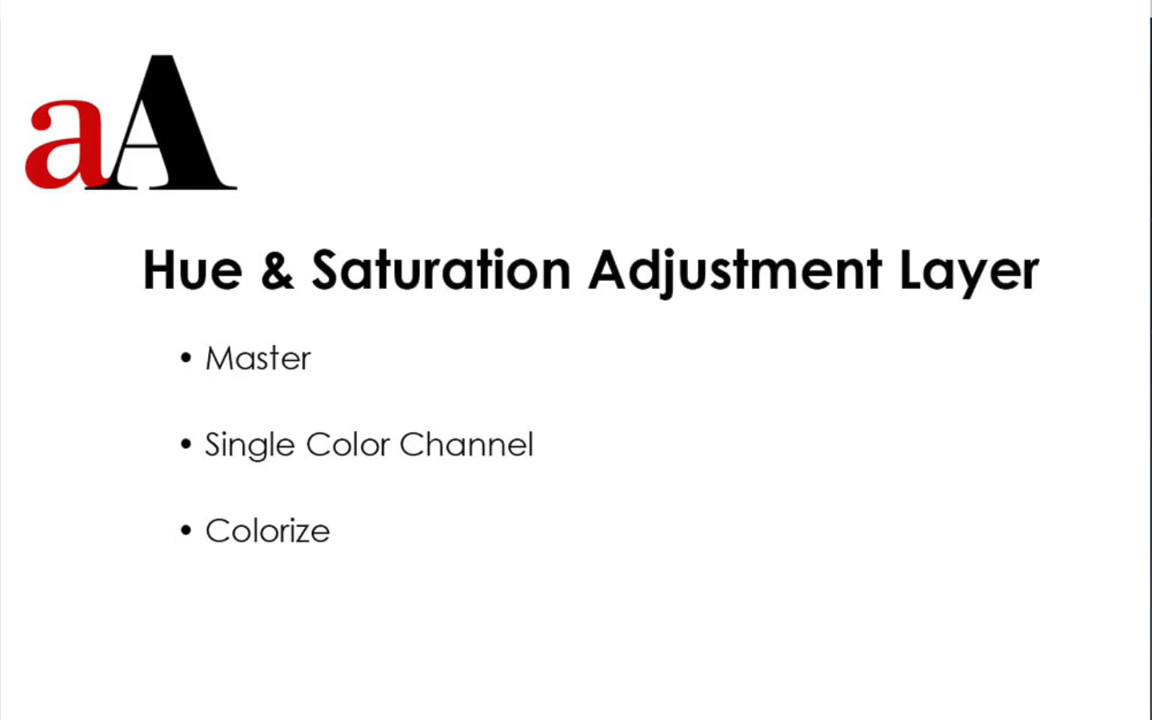 aA
Hue & Saturation Adjustment Layer
• Master
• Single Color Channel
• Colorize